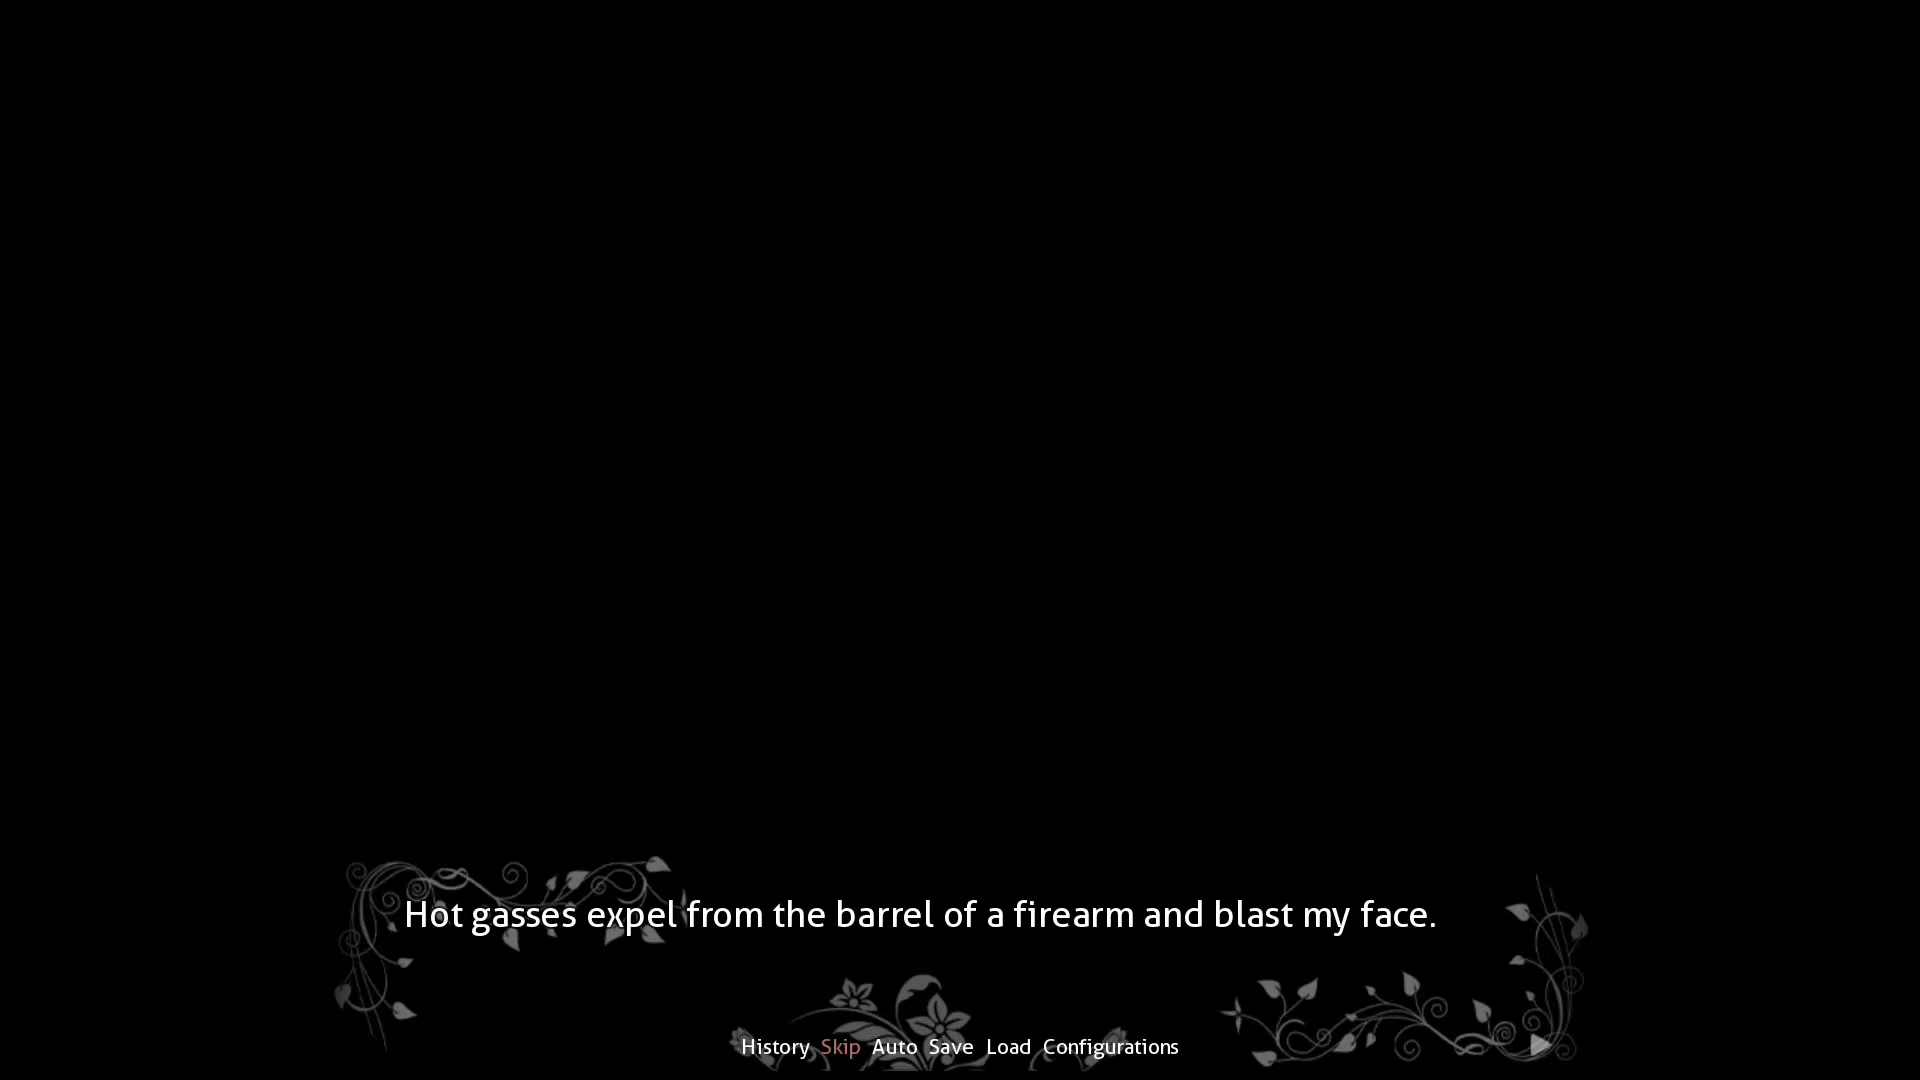 Hot gasses expel from the barrel of a firearm and blast my face.
History Skip Auto Save Load Configurations